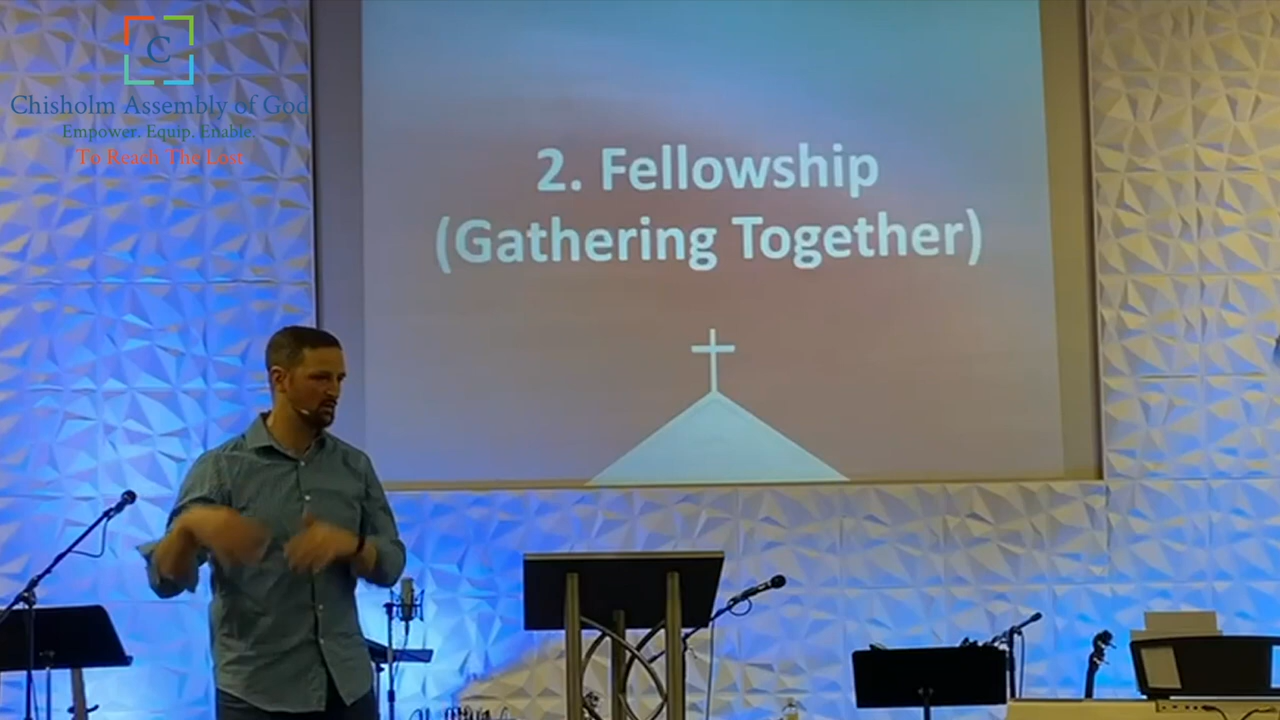 C
Chisholm Assembly of God
Empower. Equip. Enable.
To Reach The Lost
2. Fellowship
(Gathering Together)